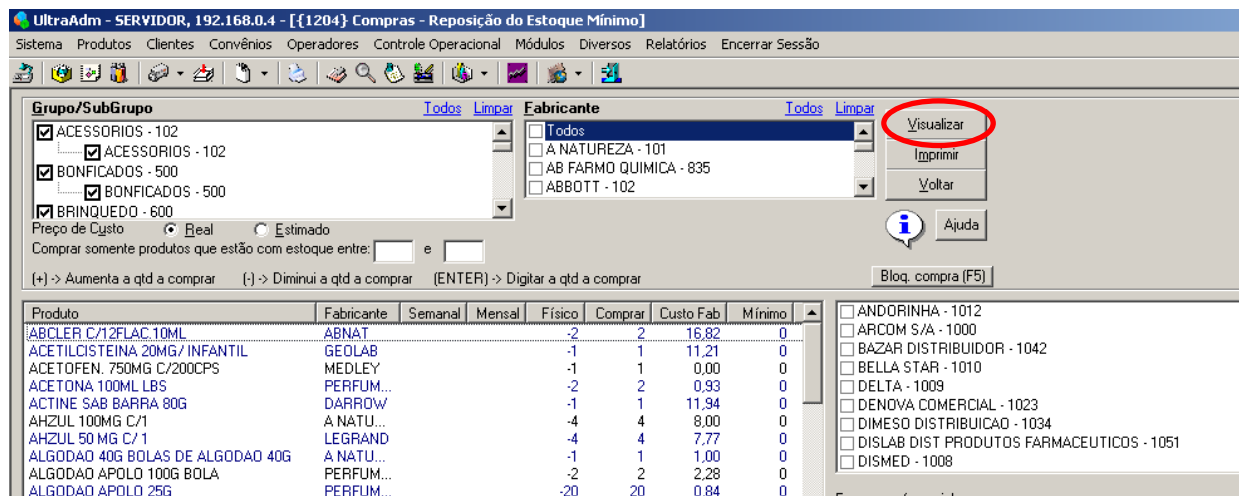 UltraAdm - SERVIDOR, 192.168.0.4 - [{1204} Compras - Reposição do Estoque Mínimo]
Sistema Produtos Clientes Convênios Operadores Controle Operacional Módulos Diversos Relatórios Encerrar Sessão
Grupo/SubGrupo Todos Limpar Fabricante Todos Limpar
ACESSORIOS - 102
ACESSORIOS - 102
BONFICADOS - 500
BONFICADOS - 500
BRINQUEDO - 600
Todos
A NATUREZA - 101
AB FARMO QUIMICA - 835
ABBOTT - 102
Visualizar
Imprimir
Voltar
Ajuda
Preço de Custo Real Estimado
Comprar somente produtos que estão com estoque entre: e
(+) -> Aumenta a qtd a comprar (-) -> Diminui a qtd a comprar (ENTER) -> Digitar a qtd a comprar
Bloq. compra (F5)
Produto Fabricante Semanal Mensal Físico Comprar Custo Fab Mínimo
ABCLER C/12FLAC.10ML ABNAT -2 2 16,82 0
ACETILCISTEINA 20MG/ INFANTIL GEOLAB -1 1 11,21 0
ACETOFEN. 750MG C/200CPS MEDLEY -1 1 0,00 0
ACETONA 100ML LBS PERFUM... -2 2 0,93 0
ACTINE SAB BARRA 80G DARROW -1 1 11,94 0
AHZUL 100MG C/1 A NATU... -4 4 8,00 0
AHZUL 50 MG C/ 1 LEGRAND -4 4 7,77 0
ALGODAO 40G BOLAS DE ALGODAO 40G A NATU... -1 1 1,00 0
ALGODAO APOLO 100G BOLA PERFUM... -2 2 2,28 0
ALGODAO APOLO 25G PERFUM... -20 20 0,84 0
ANDORINHA - 1012
ARCOM S/A - 1000
BAZAR DISTRIBUIDOR - 1042
BELLA STAR - 1010
DELTA - 1009
DENOVA COMERCIAL - 1023
DIMESO DISTRIBUICAO - 1034
DISLAB DIST PRODUTOS FARMACEUTICOS - 1051
DISMED - 1008